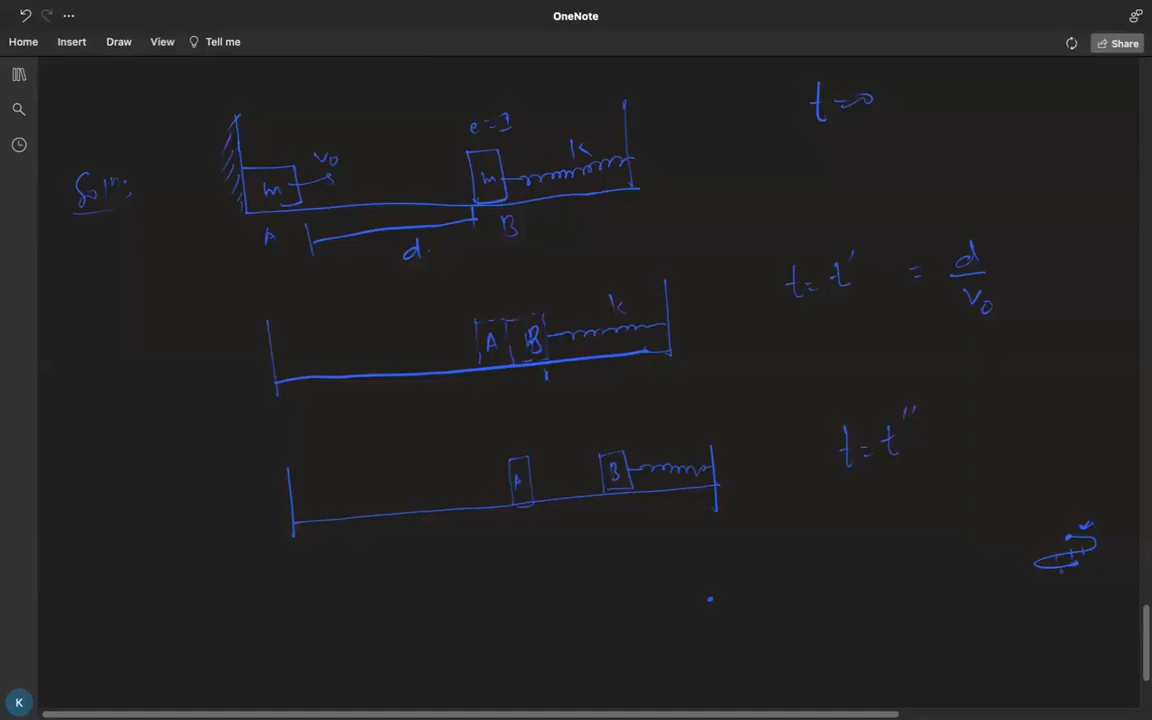 OneNote
Home Insert Draw View Tell me
Share
t=0
e=1
k
v0
m
m
Soln:
A
B
d
t=t' = d/v0
k
A B
t=t''
A
B
K